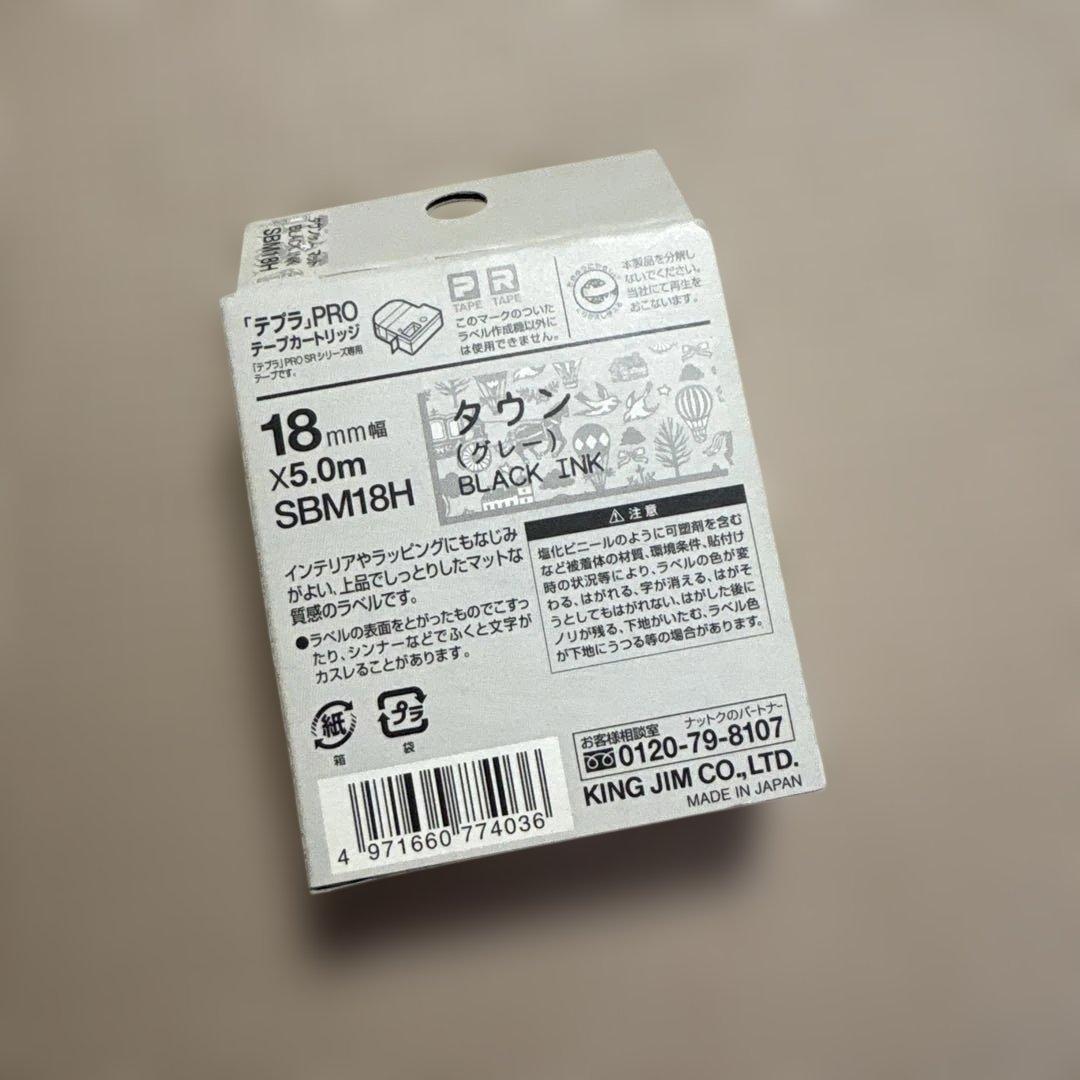 タウン
BLACK INK
SBM18H
「テプラ」PRO
テープカートリッジ
「テプラ」PRO SRシリーズ専用
テープです。
P R
TAPE TAPE
このマークのついた
ラベル作成機以外に
は使用できません。
本製品を分解し
ないでください。
当社にて再生を
おこないます。
18mm幅
X5.0m
SBM18H
タウン
(グレー)
BLACK INK
インテリアやラッピングにもなじみ
がよい、上品でしっとりしたマットな
質感のラベルです。
●ラベルの表面をとがったものでこすっ
たり、シンナーなどでふくと文字が
カスレることがあります。
⚠注意
塩化ビニールのように可塑剤を含む
など被着体の材質、環境条件、貼付け
時の状況等により、ラベルの色が変
わる、はがれる、字が消える、はがそ
うとしてもはがれない、はがした後に
ノリが残る、下地がいたむ、ラベル色
が下地にうつる等の場合があります。
紙
箱
プラ
袋
お客様相談室 ナットクのパートナー
0120-79-8107
KING JIM CO.,LTD.
MADE IN JAPAN
4 971660 774036